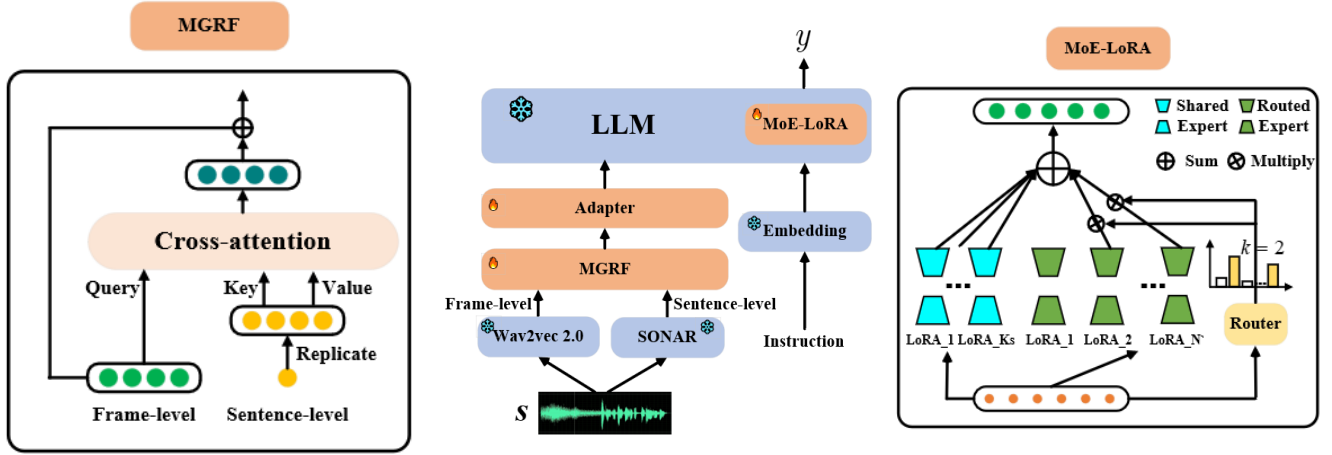 MGRF
Cross-attention
Query
Key
Value
Replicate
Frame-level
Sentence-level
y
LLM
MoE-LoRA
Adapter
Embedding
MGRF
Frame-level
Sentence-level
Wav2vec 2.0
SONAR
Instruction
s
MoE-LoRA
Shared
Expert
Routed
Expert
Sum
Multiply
k = 2
...
...
Router
LoRA_1
LoRA_Ks
LoRA_1
LoRA_2
LoRA_N`